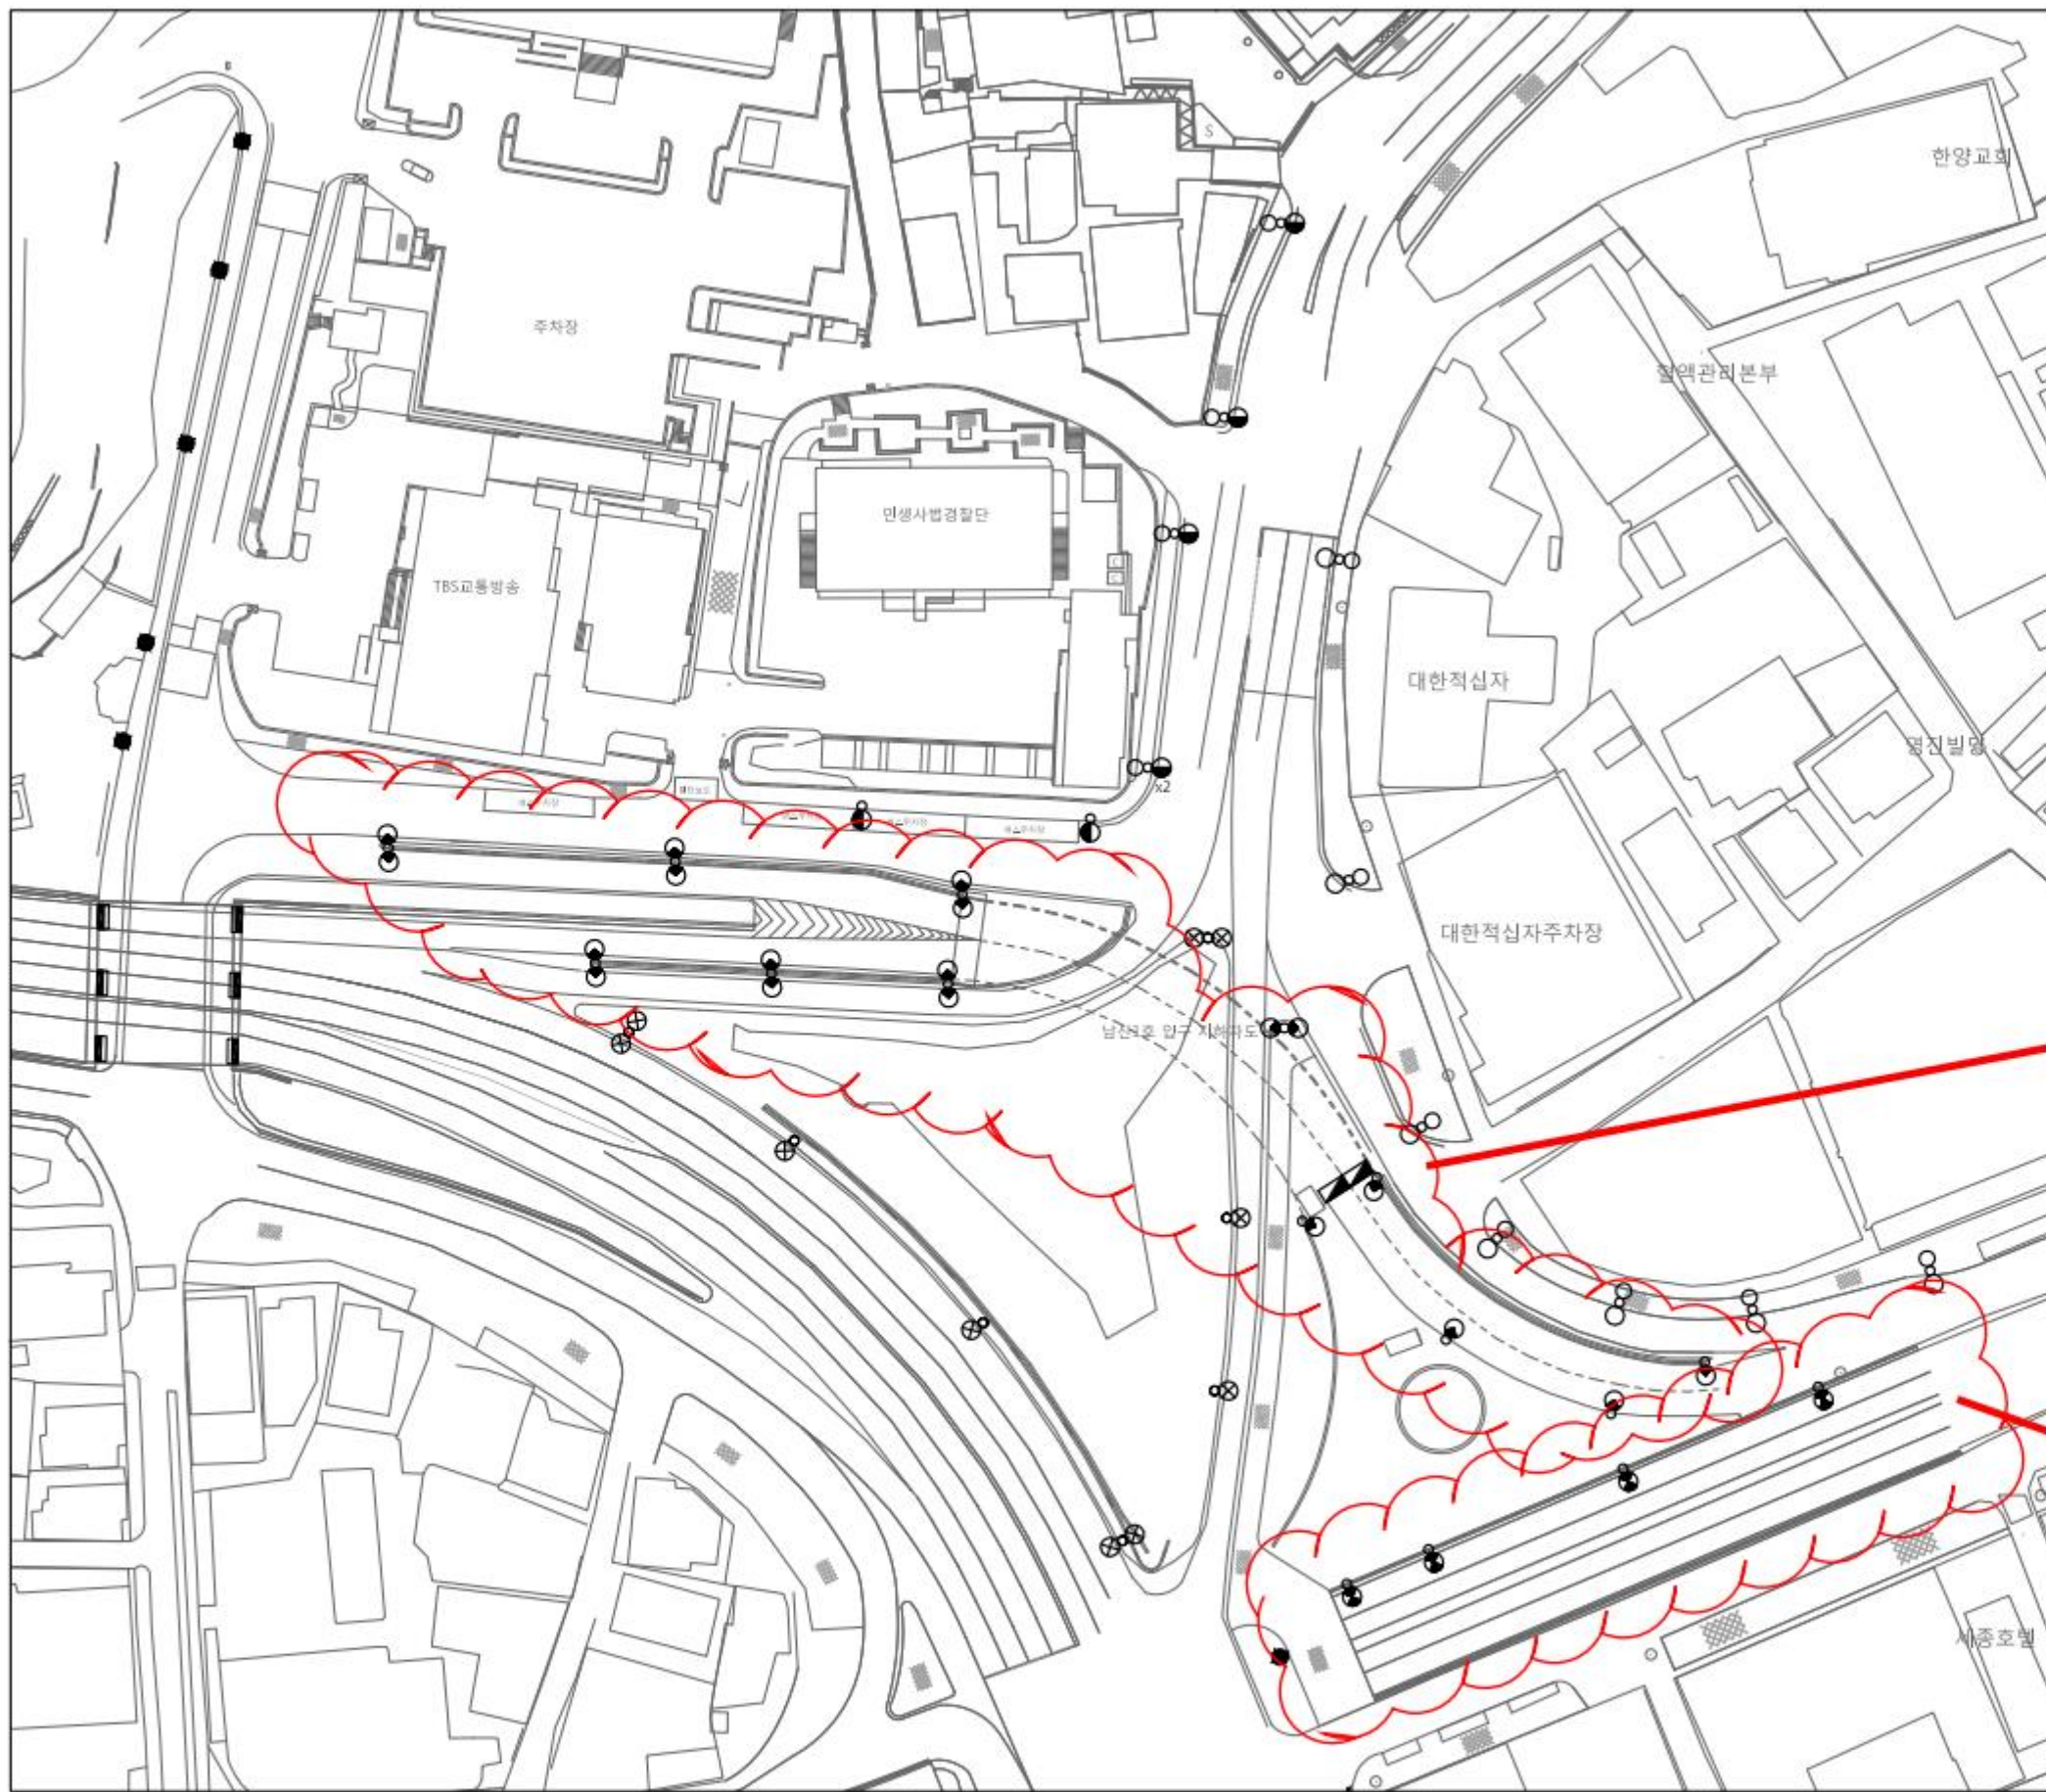 S
한양교회
주차장
혈액관리본부
민생사법경찰단
TBS교통방송
대한적십자
명진빌딩
x2
대한적십자주차장
세종호텔